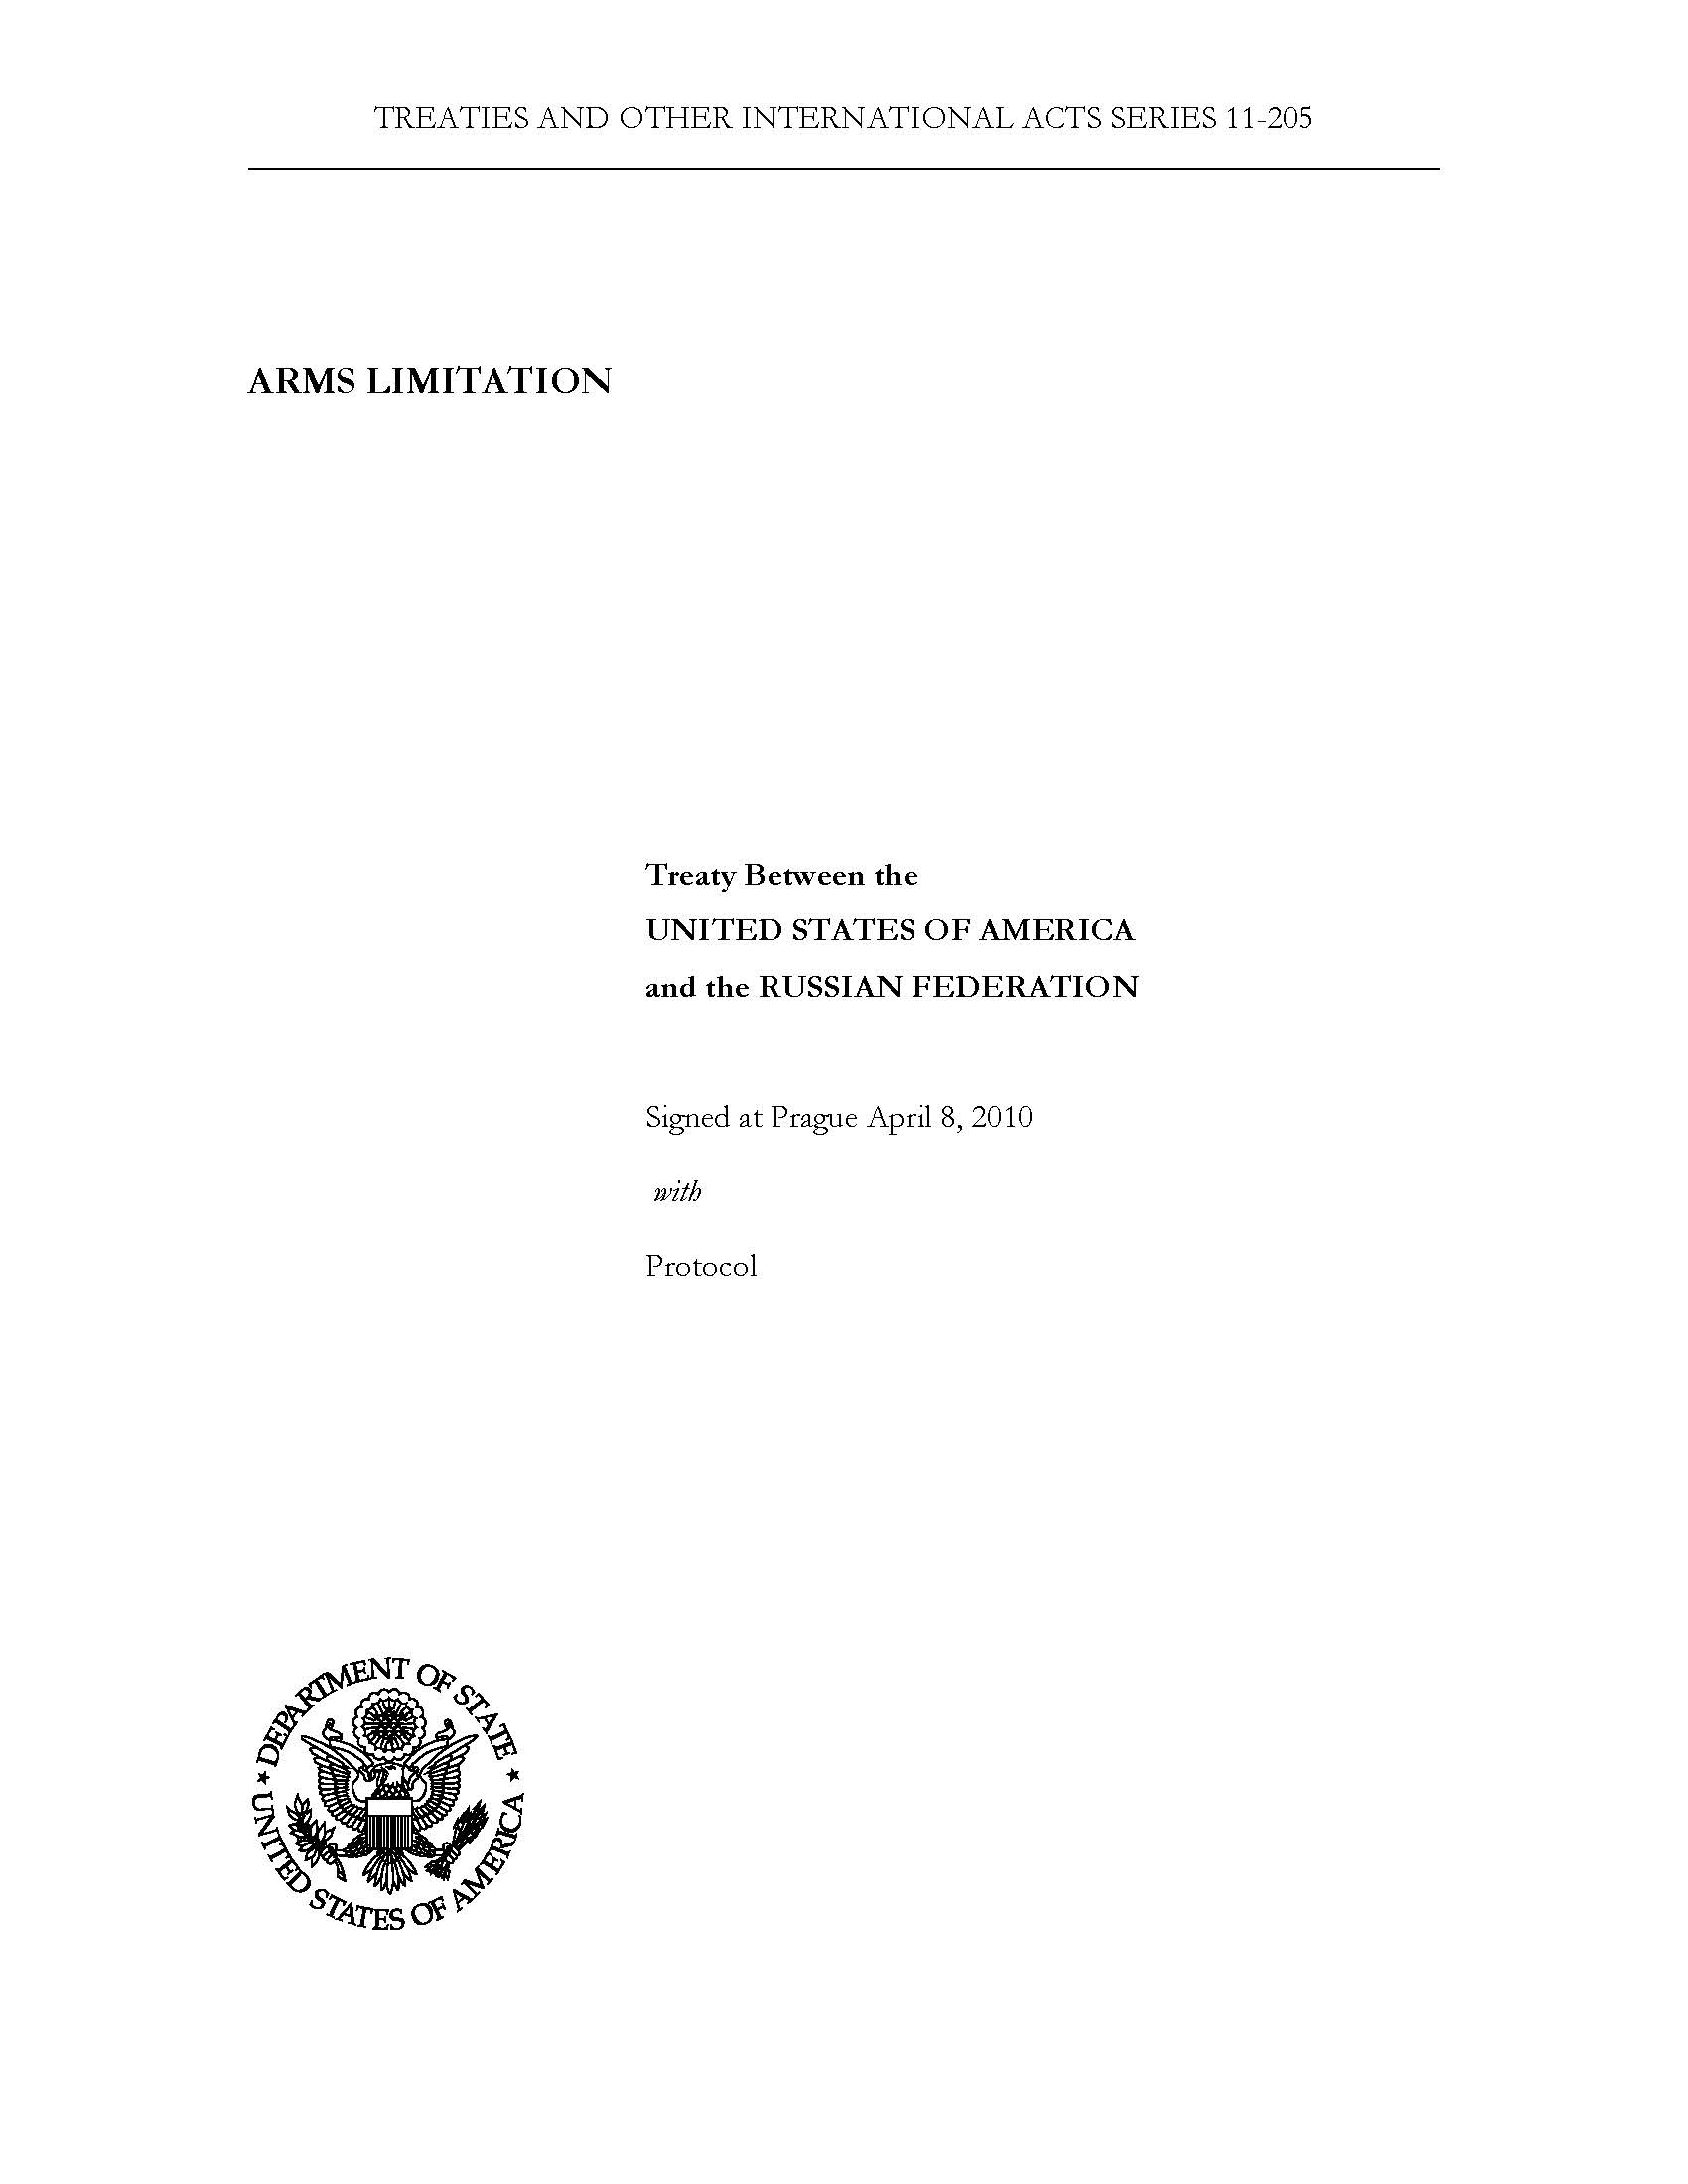 TREATIES AND OTHER INTERNATIONAL ACTS SERIES 11-205
ARMS LIMITATION
Treaty Between the
UNITED STATES OF AMERICA
and the RUSSIAN FEDERATION
Signed at Prague April 8, 2010
with
Protocol
DEPARTMENT OF STATE
UNITED STATES OF AMERICA